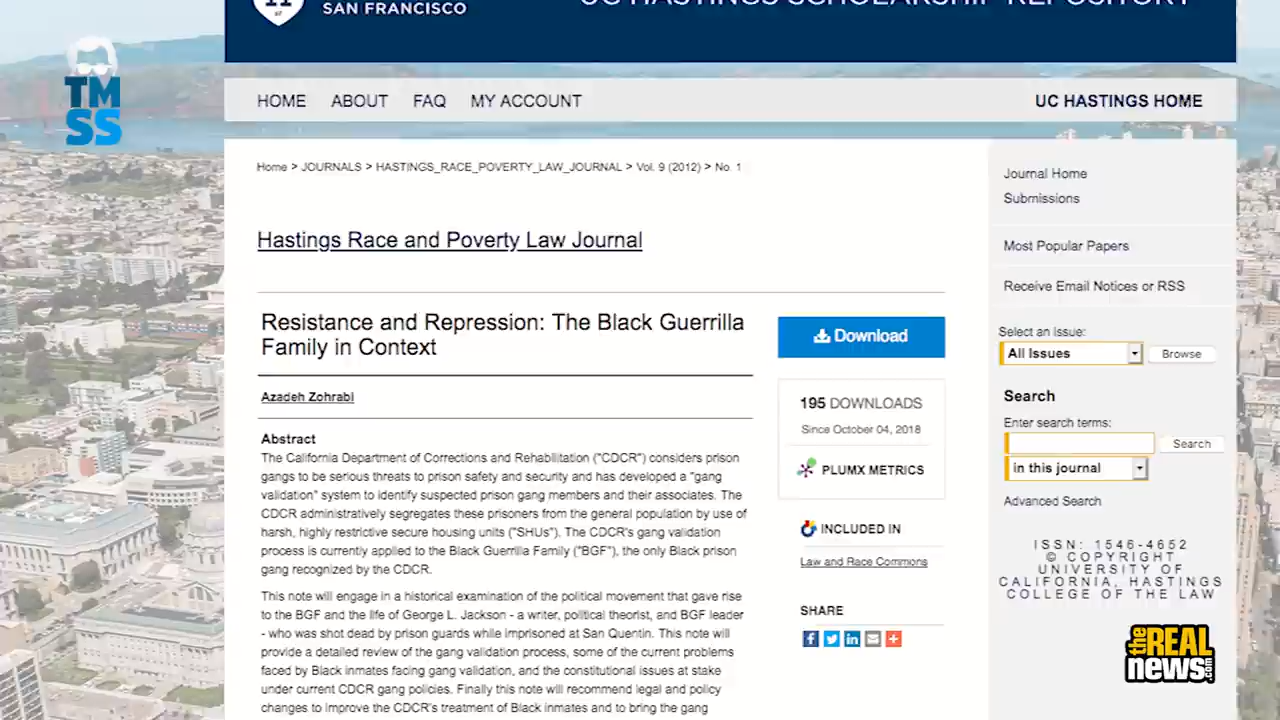 SAN FRANCISCO
UC HASTINGS SCHOLARSHIP REPOSITORY
TM
SS
HOME ABOUT FAQ MY ACCOUNT
UC HASTINGS HOME
Home > JOURNALS > HASTINGS_RACE_POVERTY_LAW_JOURNAL > Vol. 9 (2012) > No. 1
Hastings Race and Poverty Law Journal
Resistance and Repression: The Black Guerrilla
Family in Context
Azadeh Zohrabi
Abstract
The California Department of Corrections and Rehabilitation ("CDCR") considers prison
gangs to be serious threats to prison safety and security and has developed a "gang
validation" system to identify suspected prison gang members and their associates. The
CDCR administratively segregates these prisoners from the general population by use of
harsh, highly restrictive secure housing units ("SHUs"). The CDCR's gang validation
process is currently applied to the Black Guerrilla Family ("BGF"), the only Black prison
gang recognized by the CDCR.
This note will engage in a historical examination of the political movement that gave rise
to the BGF and the life of George L. Jackson - a writer, political theorist, and BGF leader
- who was shot dead by prison guards while imprisoned at San Quentin. This note will
provide a detailed review of the gang validation process, some of the current problems
faced by Black inmates facing gang validation, and the constitutional issues at stake
under current CDCR gang policies. Finally this note will recommend legal and policy
changes to improve the CDCR's treatment of Black inmates and to bring the gang
Download
195 DOWNLOADS
Since October 04, 2018
PLUMX METRICS
INCLUDED IN
Law and Race Commons
SHARE
Journal Home
Submissions
Most Popular Papers
Receive Email Notices or RSS
Select an issue:
All Issues
Browse
Search
Enter search terms:
Search
in this journal
Advanced Search
ISSN: 1546-4652
© COPYRIGHT
UNIVERSITY OF
CALIFORNIA, HASTINGS
COLLEGE OF THE LAW
the REAL
news.com